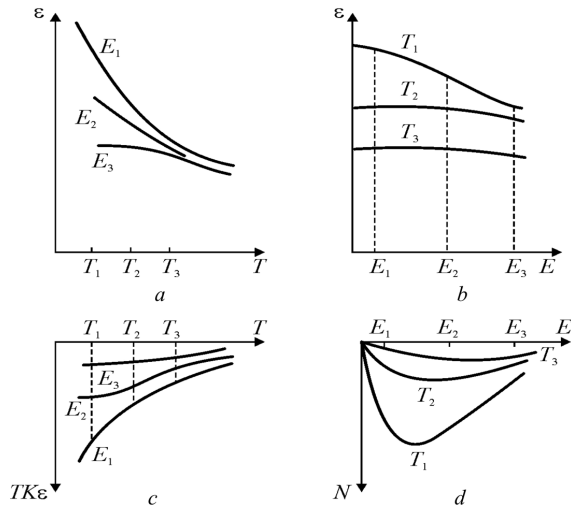 ε
E₁
E₂
E₃
T₁ T₂ T₃ T
a
ε
T₁
T₂
T₃
E₁ E₂ E₃ E
b
T₁ T₂ T₃ T
E₃
E₂
E₁
TKε
c
E₁ E₂ E₃ E
T₃
T₂
T₁
N
d